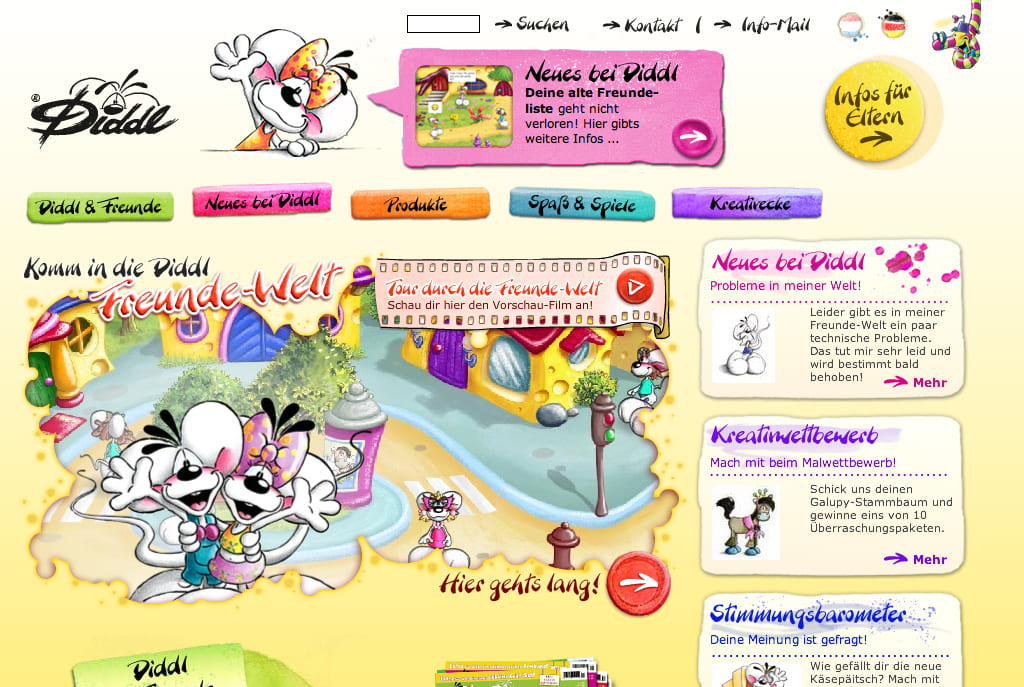 Suchen
Kontakt | Info-Mail
® Diddl
Neues bei Diddl
Deine alte Freunde-
liste geht nicht
verloren! Hier gibts
weitere Infos ...
Infos für
Eltern
Diddl & Freunde
Neues bei Diddl
Produkte
Spaß & Spiele
Kreativecke
Komm in die Diddl
Freunde-Welt
Tour durch die Freunde-Welt
Schau dir hier den Vorschau-Film an!
Hier gehts lang!
Neues bei Diddl
Probleme in meiner Welt!
Leider gibt es in meiner
Freunde-Welt ein paar
technische Probleme.
Das tut mir sehr leid und
wird bestimmt bald
behoben!
Mehr
Kreativwettbewerb
Mach mit beim Malwettbewerb!
Schick uns deinen
Galupy-Stammbaum und
gewinne eins von 10
Überraschungspaketen.
Mehr
Stimmungsbarometer
Deine Meinung ist gefragt!
Wie gefällt dir die neue
Käsepäitsch? Mach mit
Diddl